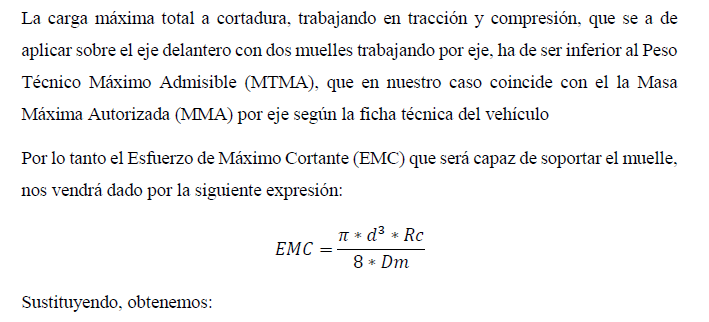 La carga máxima total a cortadura, trabajando en tracción y compresión, que se a de
aplicar sobre el eje delantero con dos muelles trabajando por eje, ha de ser inferior al Peso
Técnico Máximo Admisible (MTMA), que en nuestro caso coincide con el la Masa
Máxima Autorizada (MMA) por eje según la ficha técnica del vehículo
Por lo tanto el Esfuerzo de Máximo Cortante (EMC) que será capaz de soportar el muelle,
nos vendrá dado por la siguiente expresión:
EMC = π * d³ * Rc / 8 * Dm
Sustituyendo, obtenemos: